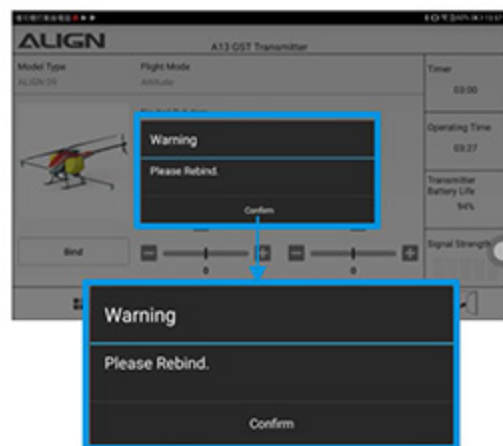 ALIGN
A13 GST Transmitter
Model Type
Flight Mode
Attitude
Timer
03:00
Operating Time
03:27
Transmitter
Battery Life
94%
Signal Strength
Warning
Please Rebind.
Confirm
Bind
0
0
Warning
Please Rebind.
Confirm